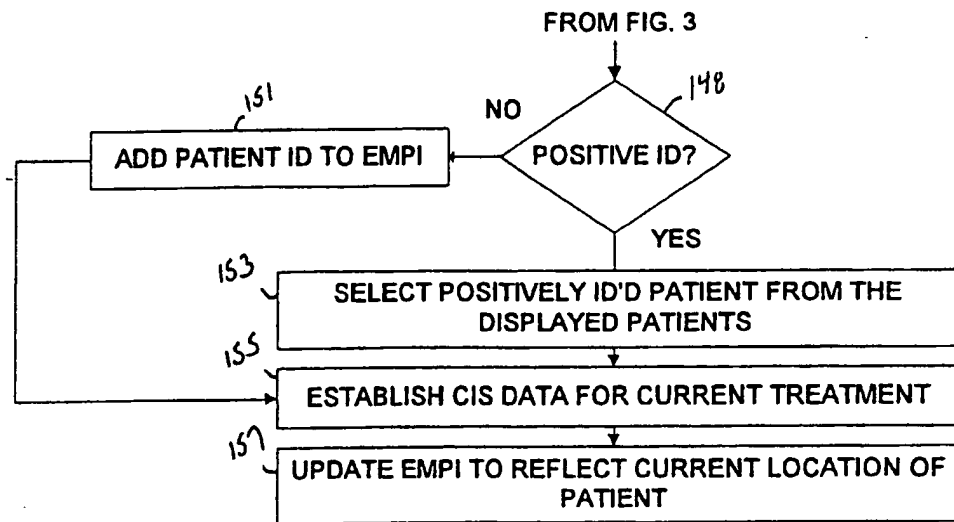 FROM FIG. 3
148
NO
151
ADD PATIENT ID TO EMPI
POSITIVE ID?
YES
153
SELECT POSITIVELY ID'D PATIENT FROM THE
DISPLAYED PATIENTS
155
ESTABLISH CIS DATA FOR CURRENT TREATMENT
157
UPDATE EMPI TO REFLECT CURRENT LOCATION OF
PATIENT